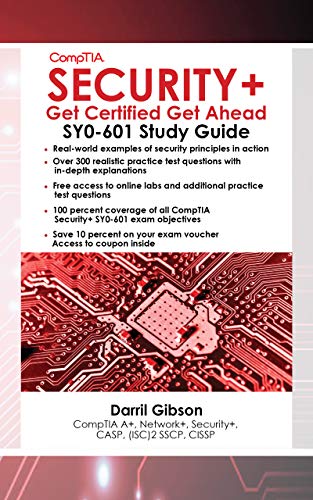 CompTIA
SECURITY+
Get Certified Get Ahead
SY0-601 Study Guide
• Real-world examples of security principles in action
• Over 300 realistic practice test questions with
in-depth explanations
• Free access to online labs and additional practice
test questions
• 100 percent coverage of all CompTIA
Security+ SY0-601 exam objectives
• Save 10 percent on your exam voucher
Access to coupon inside
Darril Gibson
CompTIA A+, Network+, Security+,
CASP, (ISC)2 SSCP, CISSP